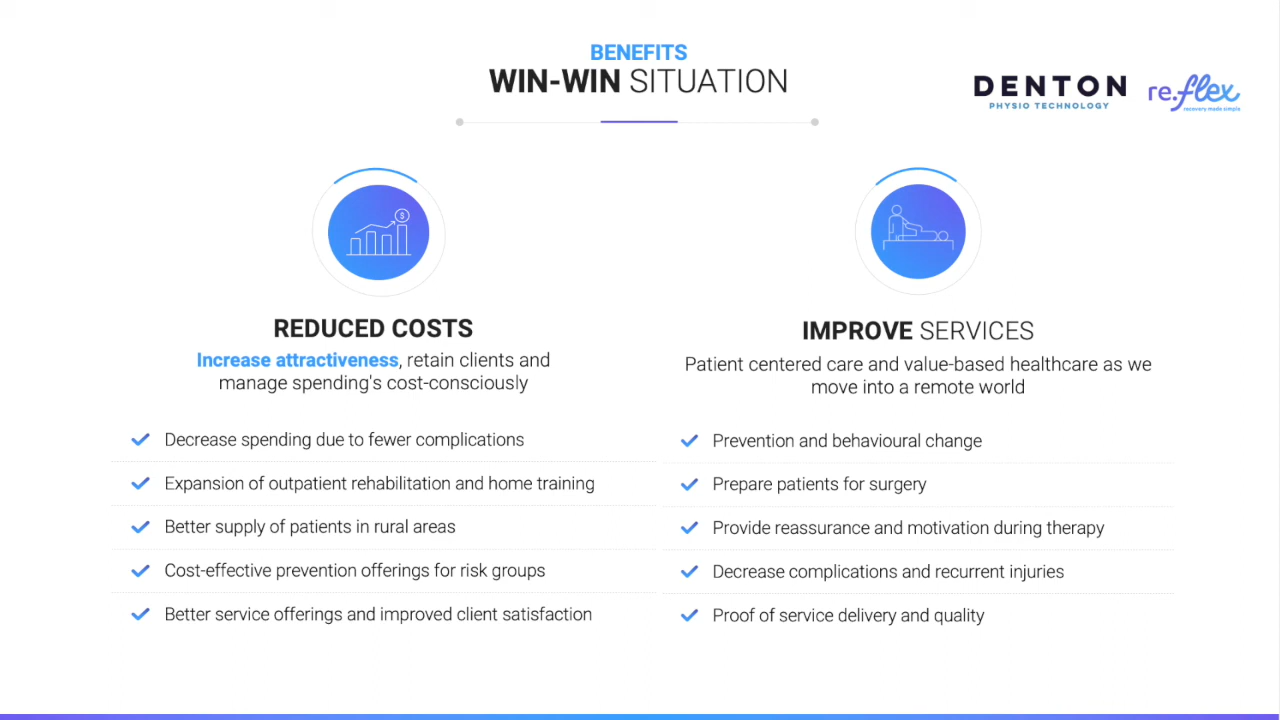 BENEFITS
WIN-WIN SITUATION
DENTON
PHYSIO TECHNOLOGY
re.flex
recovery made simple
$
REDUCED COSTS
Increase attractiveness, retain clients and
manage spending's cost-consciously
Decrease spending due to fewer complications
Expansion of outpatient rehabilitation and home training
Better supply of patients in rural areas
Cost-effective prevention offerings for risk groups
Better service offerings and improved client satisfaction
IMPROVE SERVICES
Patient centered care and value-based healthcare as we
move into a remote world
Prevention and behavioural change
Prepare patients for surgery
Provide reassurance and motivation during therapy
Decrease complications and recurrent injuries
Proof of service delivery and quality